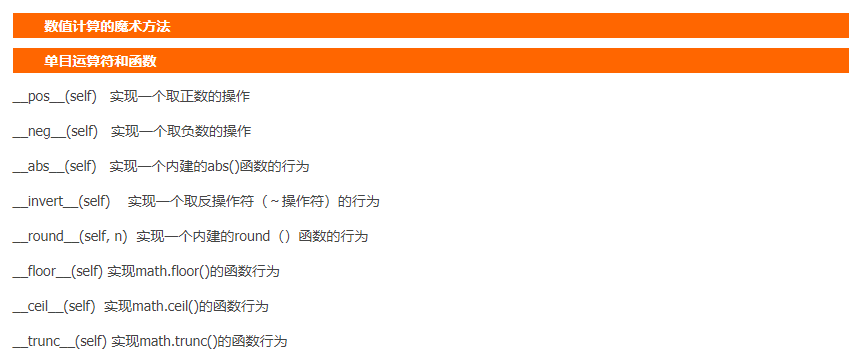 数值计算的魔术方法
单目运算符和函数
__pos__(self)   实现一个取正数的操作
__neg__(self)   实现一个取负数的操作
__abs__(self)   实现一个内建的abs()函数的行为
__invert__(self)    实现一个取反操作符（～操作符）的行为
__round__(self, n)  实现一个内建的round（）函数的行为
__floor__(self) 实现math.floor()的函数行为
__ceil__(self)  实现math.ceil()的函数行为
__trunc__(self) 实现math.trunc()的函数行为